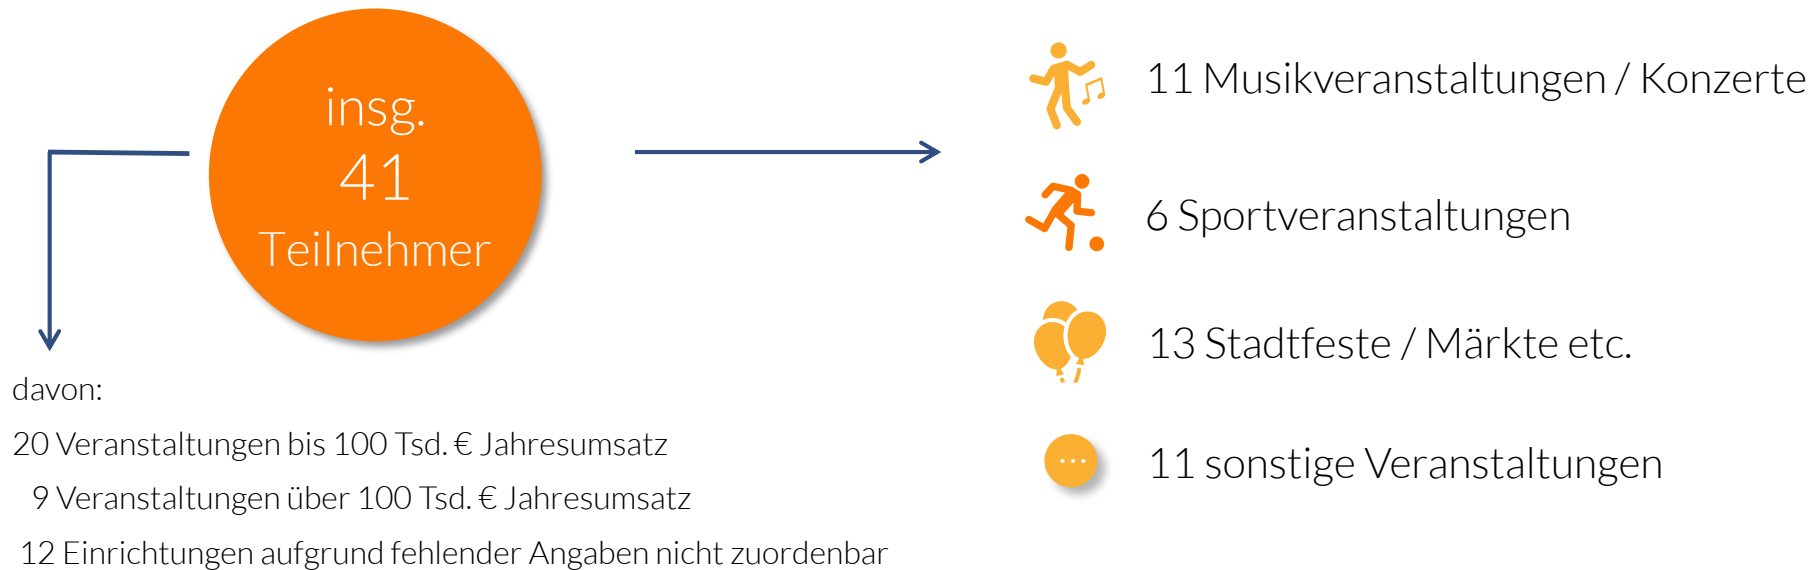 insg.
41
Teilnehmer
davon:
20 Veranstaltungen bis 100 Tsd. € Jahresumsatz
9 Veranstaltungen über 100 Tsd. € Jahresumsatz
12 Einrichtungen aufgrund fehlender Angaben nicht zuordenbar
11 Musikveranstaltungen / Konzerte
6 Sportveranstaltungen
13 Stadtfeste / Märkte etc.
11 sonstige Veranstaltungen